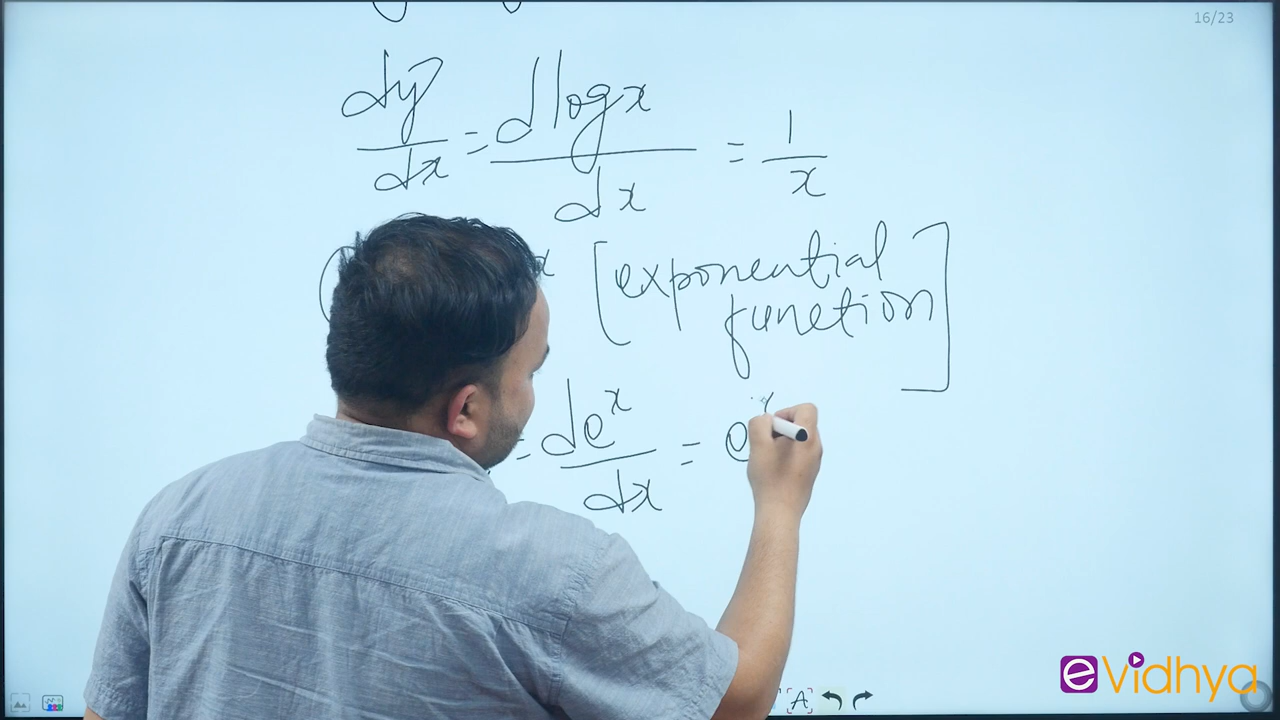 16/23
dy/dx = d log x/dx = 1/x
x [exponential
function]
= de^x/dx = e^x
A
eVidhya